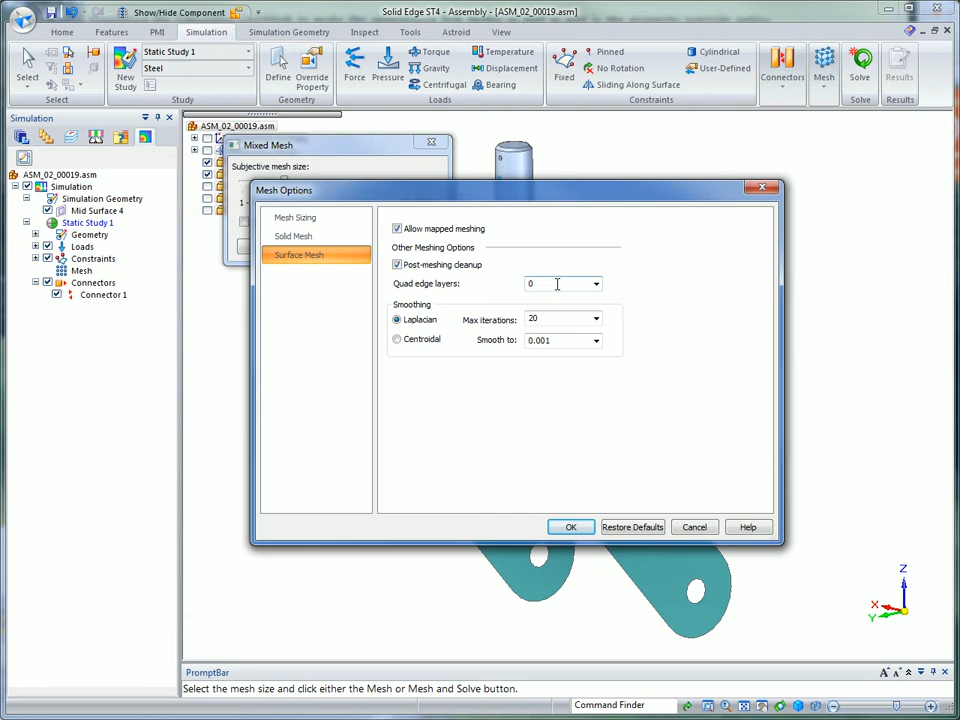 Show/Hide Component
Solid Edge ST4 - Assembly - [ASM_02_00019.asm]
Home
Features
PMI
Simulation
Simulation Geometry
Inspect
Tools
Astroid
View
Select
Select
New Study
Static Study 1
Steel
Study
Define
Override Property
Geometry
Force
Pressure
Torque
Gravity
Centrifugal
Temperature
Displacement
Bearing
Loads
Fixed
Pinned
No Rotation
Sliding Along Surface
Cylindrical
User-Defined
Constraints
Connectors
Mesh
Solve
Solve
Results
Results
Simulation
ASM_02_00019.asm
Simulation
Simulation Geometry
Mid Surface 4
Static Study 1
Geometry
Loads
Constraints
Mesh
Connectors
Connector 1
ASM_02_00019.asm
Mixed Mesh
Subjective mesh size:
1 -
Mesh Options
Mesh Sizing
Solid Mesh
Surface Mesh
Allow mapped meshing
Other Meshing Options
Post-meshing cleanup
Quad edge layers:
0
Smoothing
Laplacian
Max iterations:
20
Centroidal
Smooth to:
0.001
OK
Restore Defaults
Cancel
Help
Z
X
Y
PromptBar
Select the mesh size and click either the Mesh or Mesh and Solve button.
Command Finder